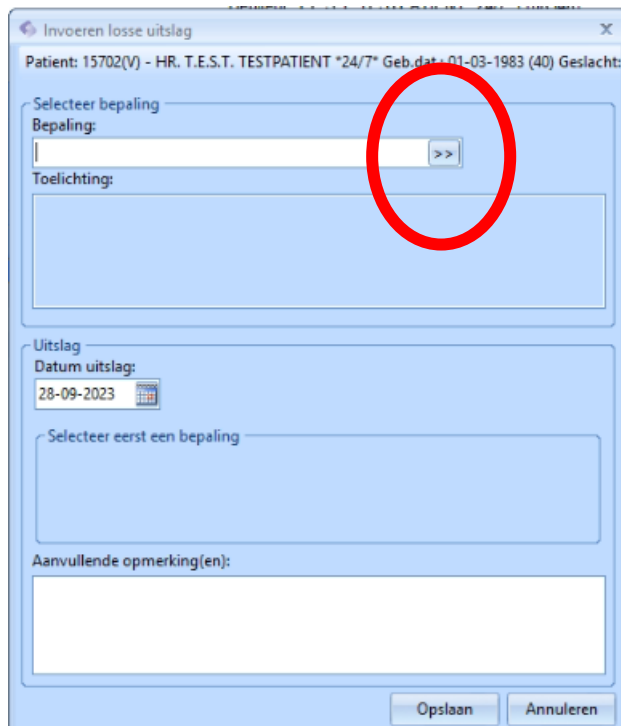 Invoeren losse uitslag
Patient: 15702(V) - HR. T.E.S.T. TESTPATIENT *24/7* Geb.dat.: 01-03-1983 (40) Geslacht:
Selecteer bepaling
Bepaling:
>>
Toelichting:
Uitslag
Datum uitslag:
28-09-2023
Selecteer eerst een bepaling
Aanvullende opmerking(en):
Opslaan Annuleren